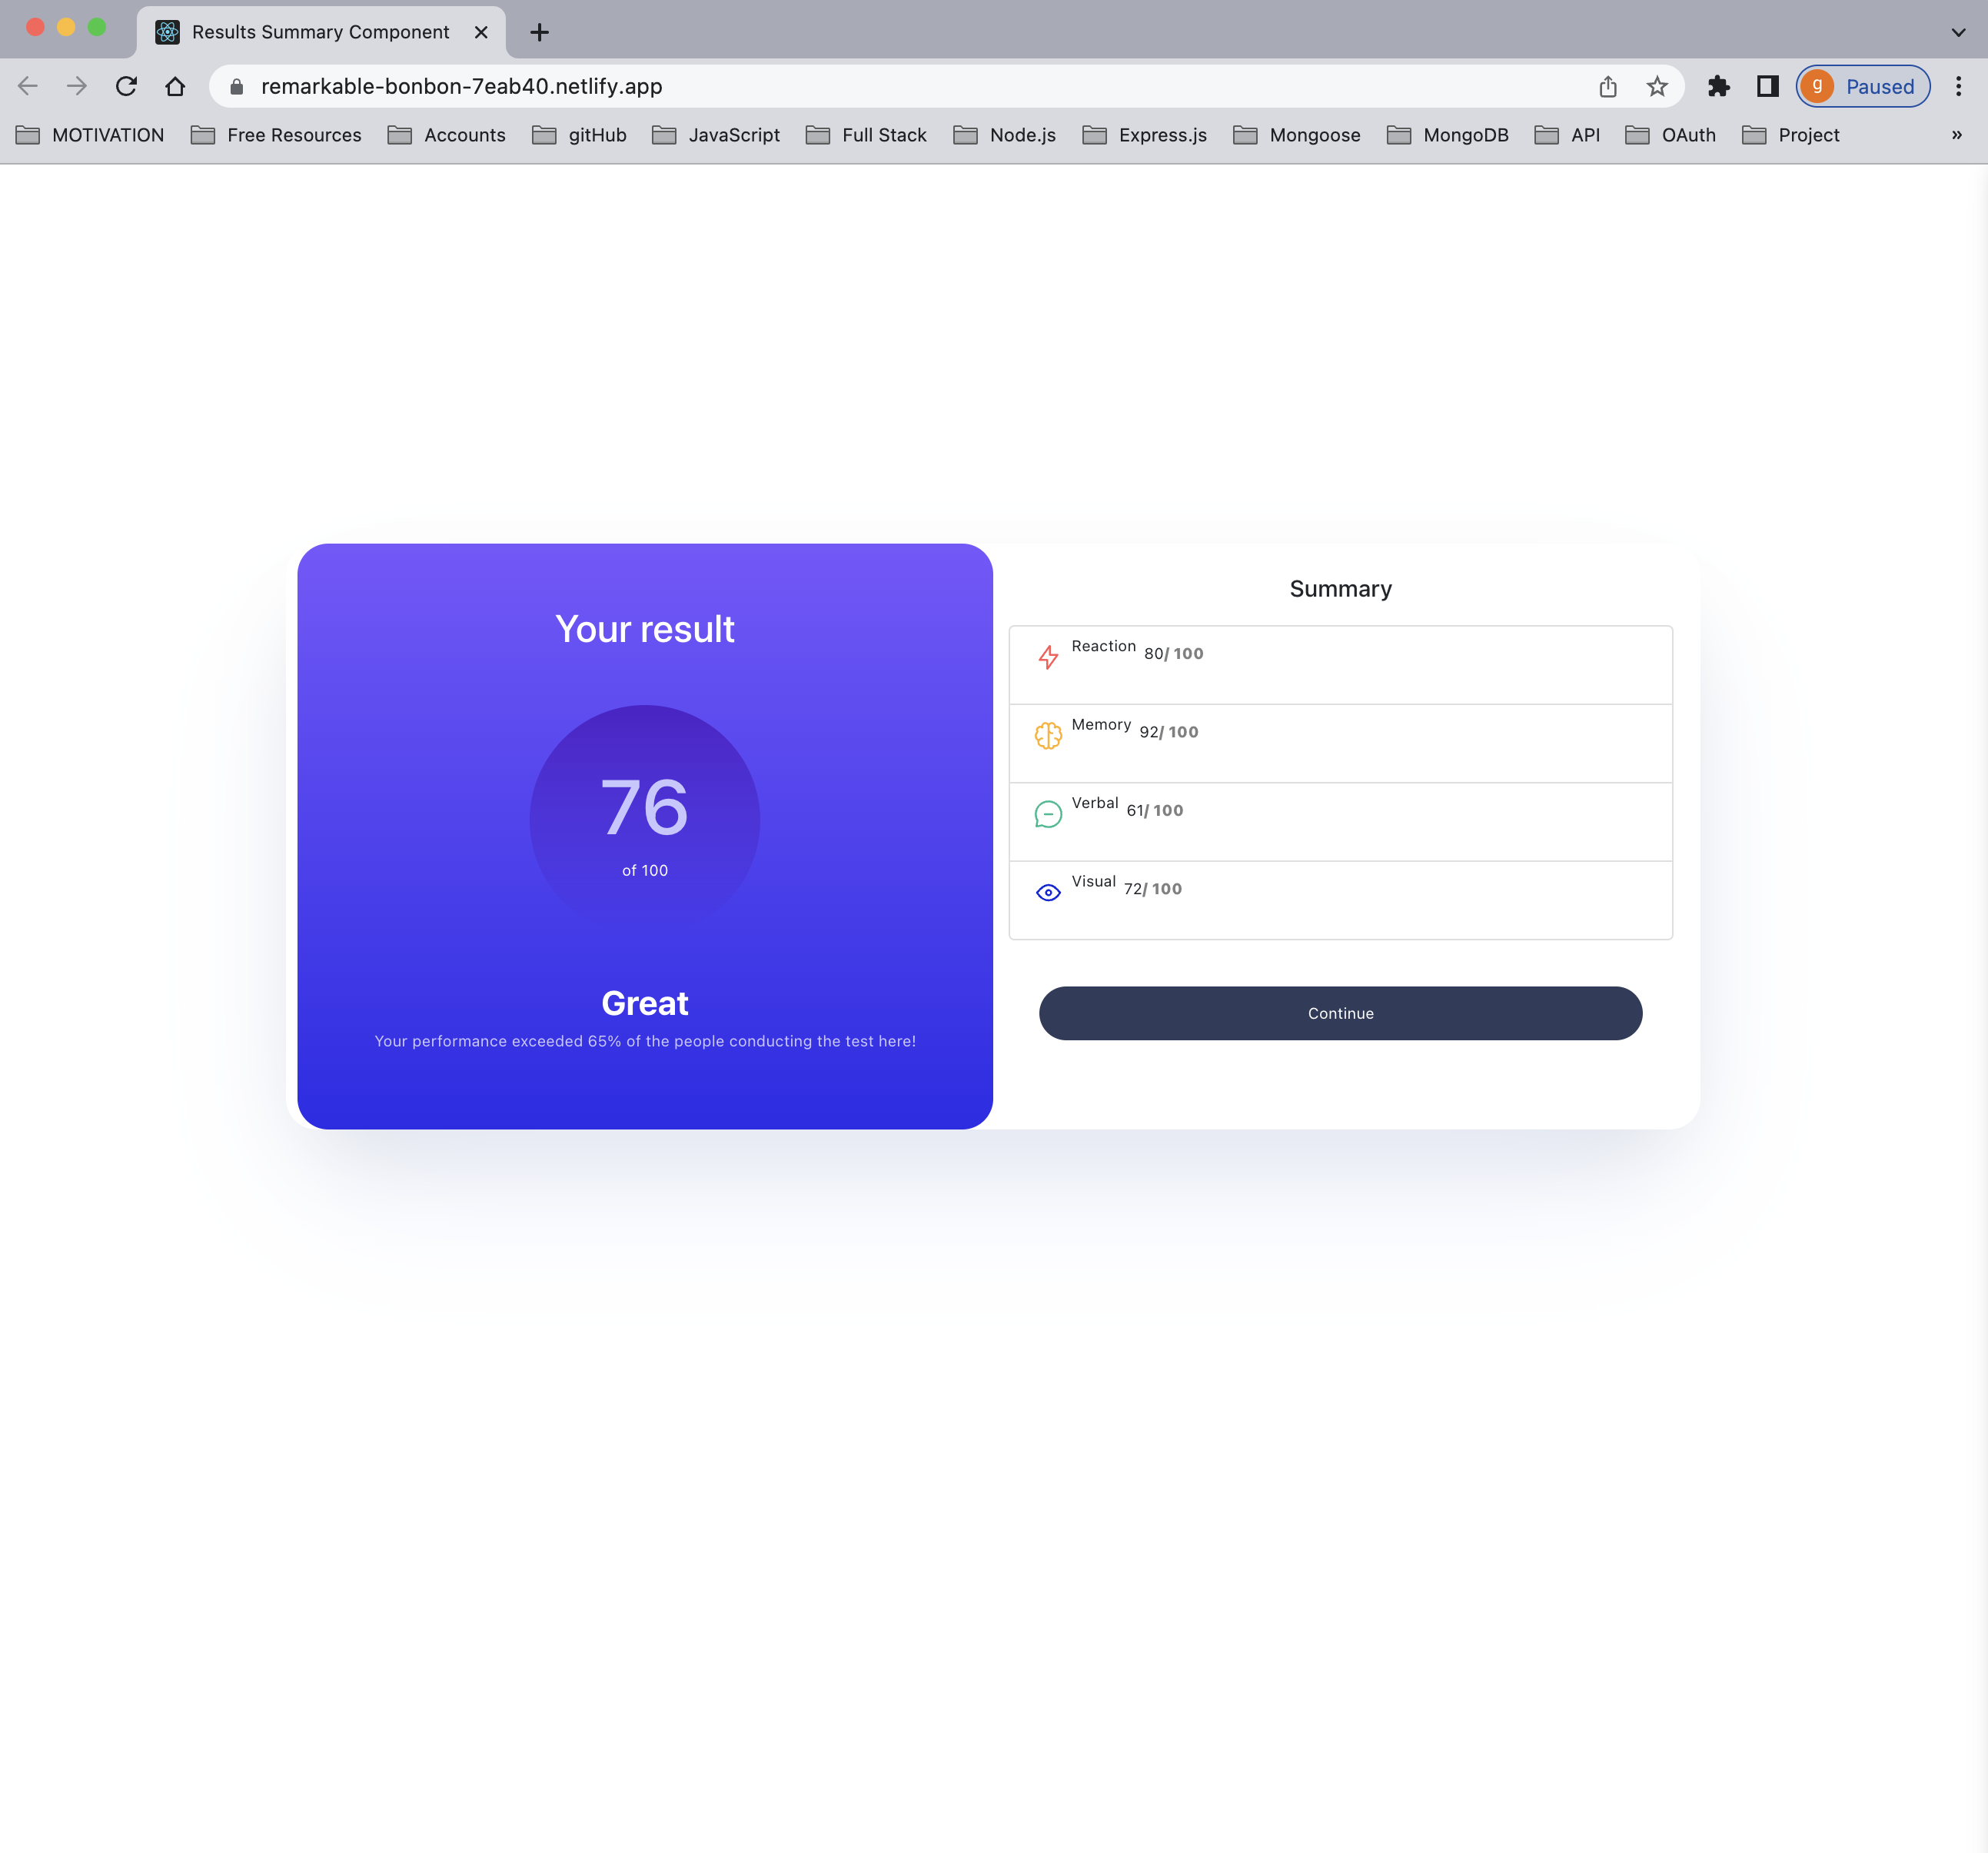 Results Summary Component
remarkable-bonbon-7eab40.netlify.app
g Paused
MOTIVATION Free Resources Accounts gitHub JavaScript Full Stack Node.js Express.js Mongoose MongoDB API OAuth Project »
Your result
76
of 100
Great
Your performance exceeded 65% of the people conducting the test here!
Summary
Reaction 80/ 100
Memory 92/ 100
Verbal 61/ 100
Visual 72/ 100
Continue